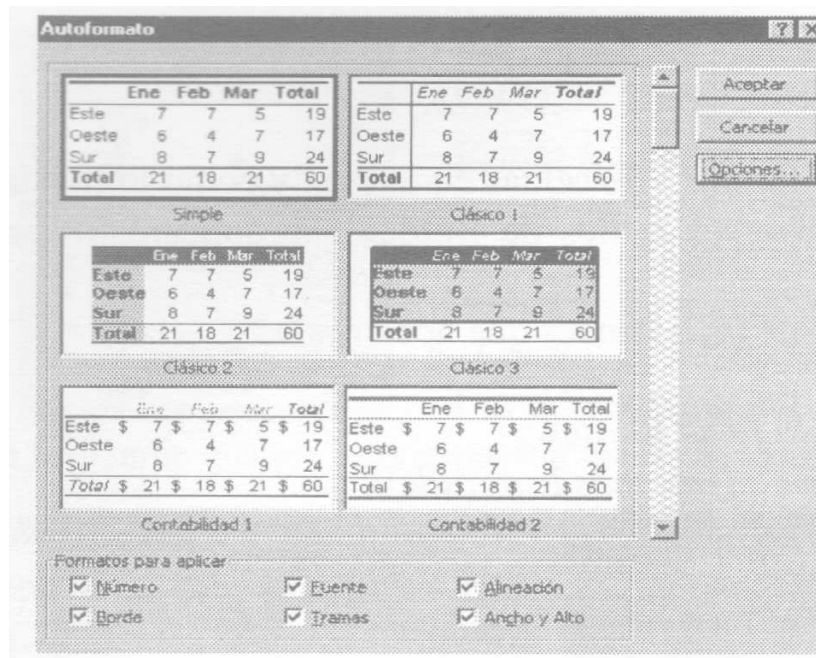 Autoformato
Ene Feb Mar Total
Este 7 7 5 19
Oeste 6 4 7 17
Sur 8 7 9 24
Total 21 18 21 60
Simple
Ene Feb Mar Total
Este 7 7 5 19
Oeste 6 4 7 17
Sur 8 7 9 24
Total 21 18 21 60
Clásico 1
Aceptar
Cancelar
Opciones...
Ene Feb Mar Total
Este 7 7 5 19
Oeste 6 4 7 17
Sur 8 7 9 24
Total 21 18 21 60
Clásico 2
Ene Feb Mar Total
Este 7 7 5 19
Oeste 6 4 7 17
Sur 8 7 9 24
Total 21 18 21 60
Clásico 3
Ene Feb Mar Total
Este $ 7 $ 7 $ 5 $ 19
Oeste 6 4 7 17
Sur 8 7 9 24
Total $ 21 $ 18 $ 21 $ 60
Contabilidad 1
Ene Feb Mar Total
Este $ 7 $ 7 $ 5 $ 19
Oeste 6 4 7 17
Sur 8 7 9 24
Total $ 21 $ 18 $ 21 $ 60
Contabilidad 2
Formatos para aplicar
Número Fuente Alineación
Borde Tramas Ancho y Alto